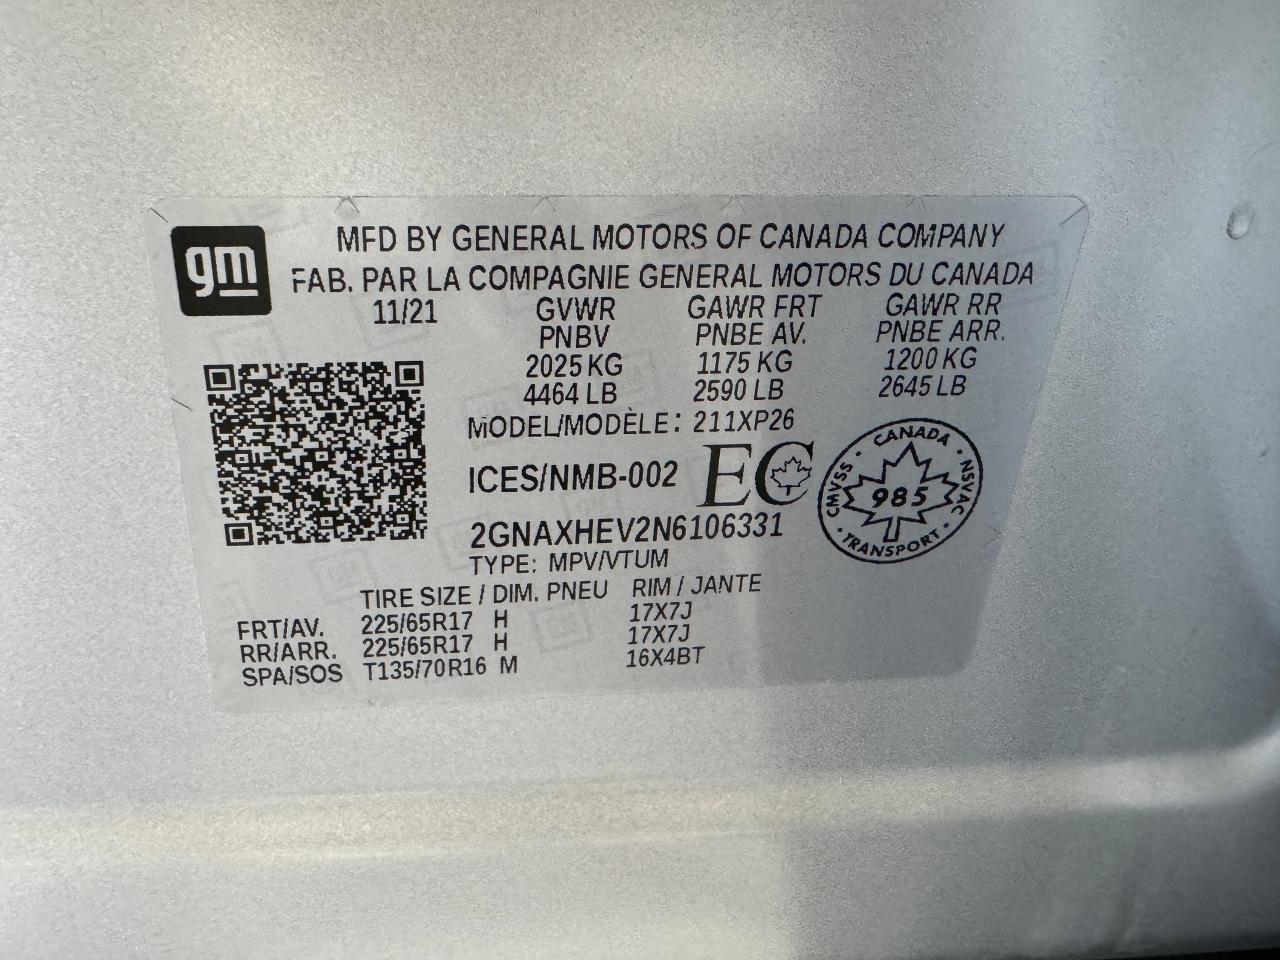 gm
MFD BY GENERAL MOTORS OF CANADA COMPANY
FAB. PAR LA COMPAGNIE GENERAL MOTORS DU CANADA
11/21 GVWR GAWR FRT GAWR RR
PNBV PNBE AV. PNBE ARR.
2025 KG 1175 KG 1200 KG
4464 LB 2590 LB 2645 LB
MODEL/MODÈLE: 211XP26
ICES/NMB-002 EC
CANADA
CMVSS 985 NSVAC
TRANSPORT
2GNAXHEV2N6106331
TYPE: MPV/VTUM
TIRE SIZE / DIM. PNEU RIM / JANTE
FRT/AV. 225/65R17 H 17X7J
RR/ARR. 225/65R17 H 17X7J
SPA/SOS T135/70R16 M 16X4BT